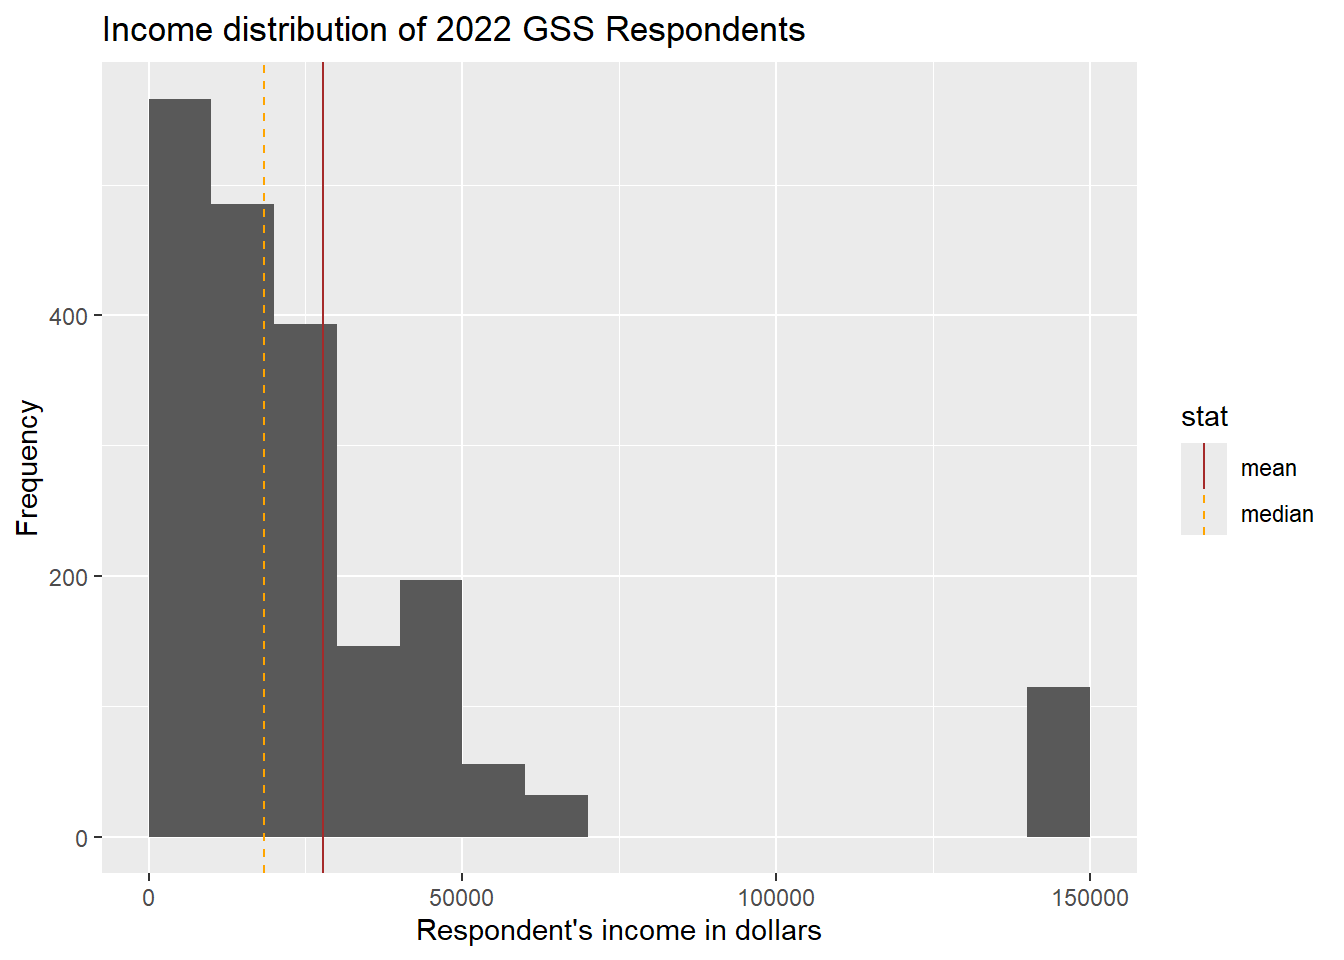 Income distribution of 2022 GSS Respondents
400
200
0
Frequency
0 50000 100000 150000
Respondent's income in dollars
stat
mean
median